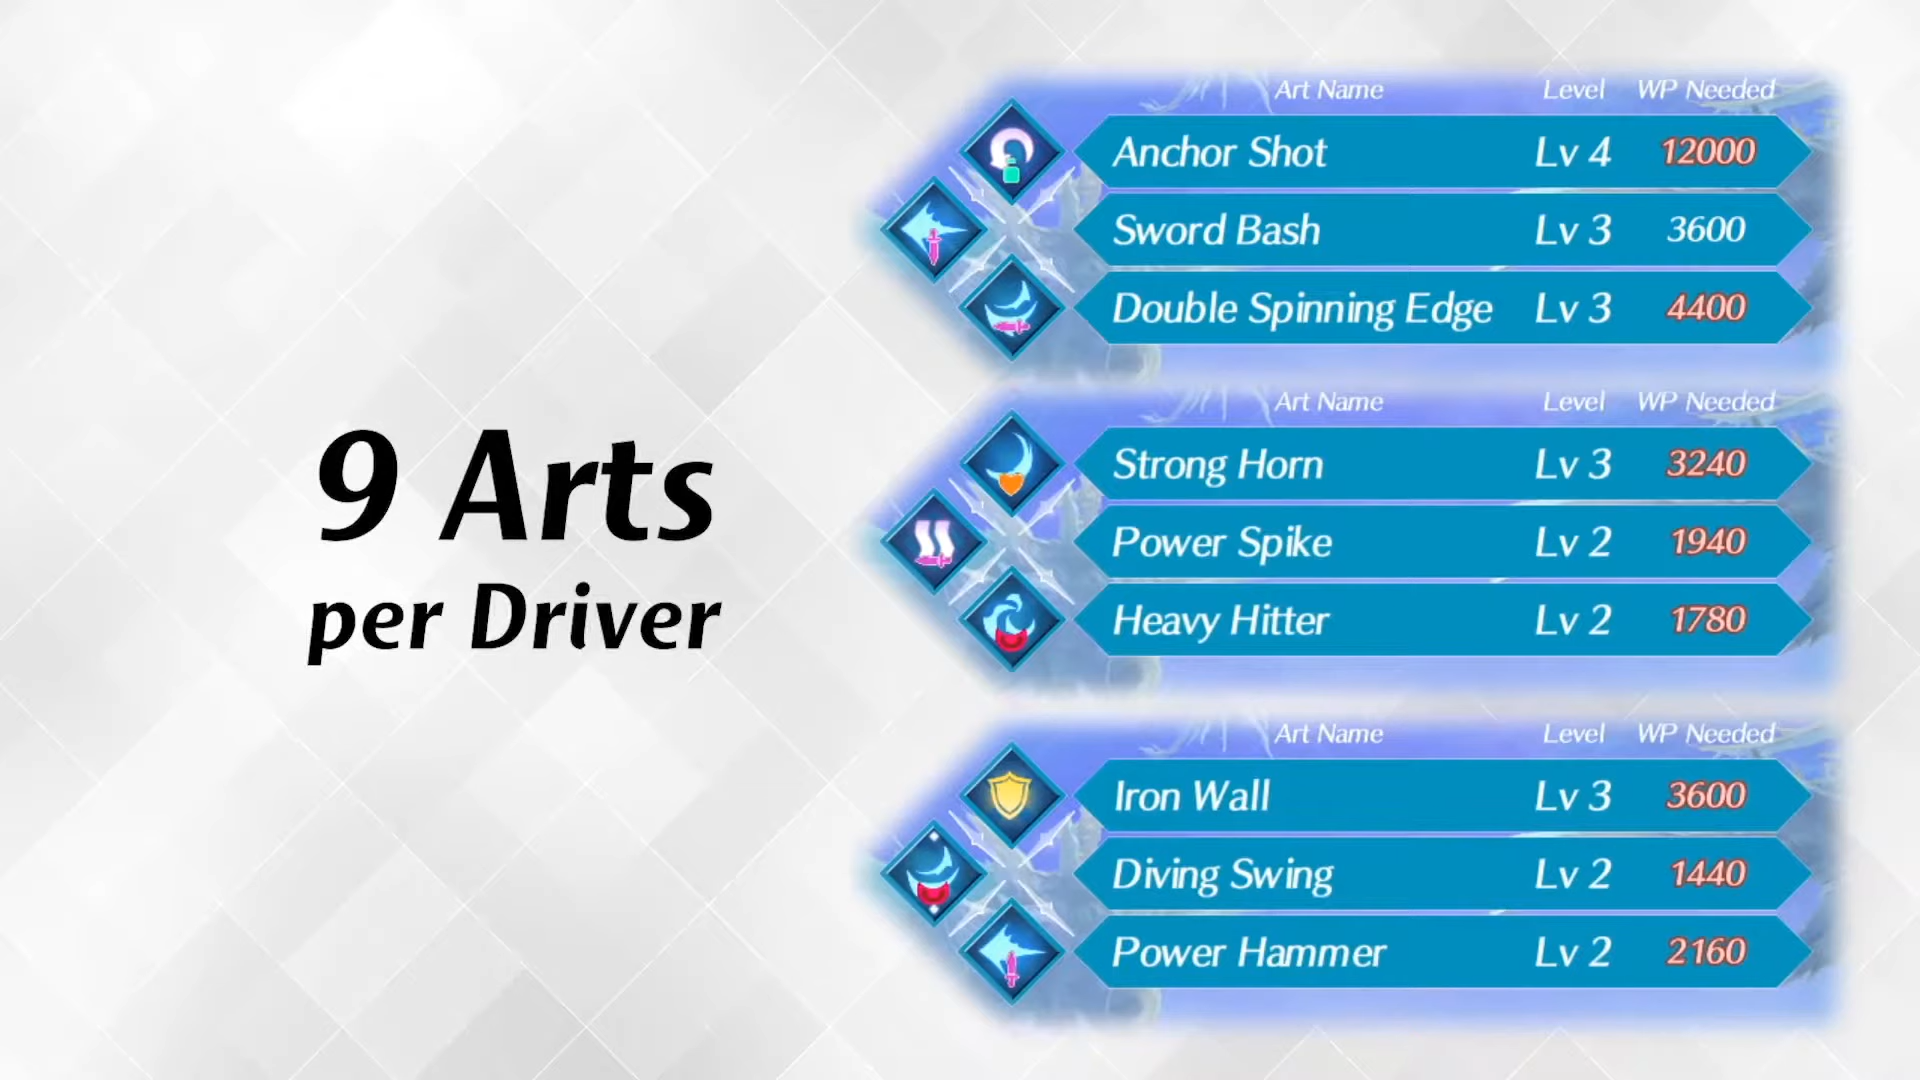 9 Arts
per Driver
Art Name Level WP Needed
Anchor Shot Lv 4 12000
Sword Bash Lv 3 3600
Double Spinning Edge Lv 3 4400
Art Name Level WP Needed
Strong Horn Lv 3 3240
Power Spike Lv 2 1940
Heavy Hitter Lv 2 1780
Art Name Level WP Needed
Iron Wall Lv 3 3600
Diving Swing Lv 2 1440
Power Hammer Lv 2 2160